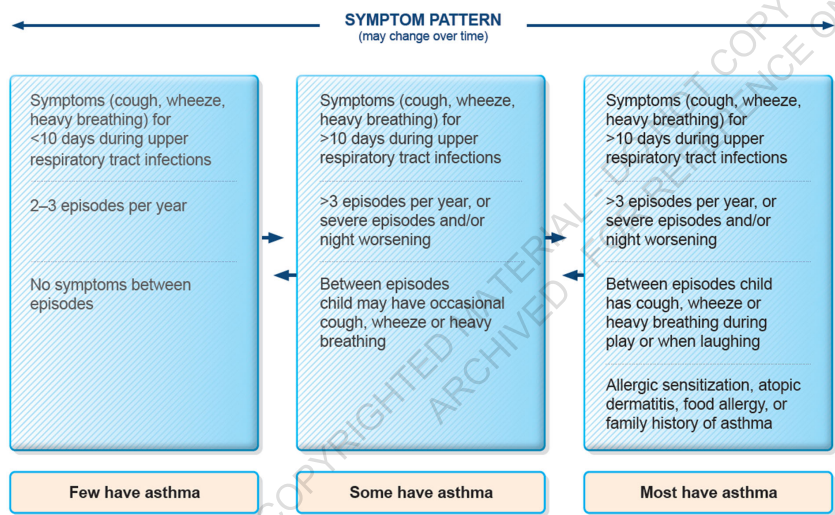 SYMPTOM PATTERN
(may change over time)
Symptoms (cough, wheeze,
heavy breathing) for
<10 days during upper
respiratory tract infections
2–3 episodes per year
No symptoms between
episodes
Few have asthma
Symptoms (cough, wheeze,
heavy breathing) for
>10 days during upper
respiratory tract infections
>3 episodes per year, or
severe episodes and/or
night worsening
Between episodes
child may have occasional
cough, wheeze or heavy
breathing
Some have asthma
Symptoms (cough, wheeze,
heavy breathing) for
>10 days during upper
respiratory tract infections
>3 episodes per year, or
severe episodes and/or
night worsening
Between episodes child
has cough, wheeze or
heavy breathing during
play or when laughing
Allergic sensitization, atopic
dermatitis, food allergy, or
family history of asthma
Most have asthma
COPYRIGHTED MATERIAL - DO NOT COPY
ARCHIVED - FOR REFERENCE